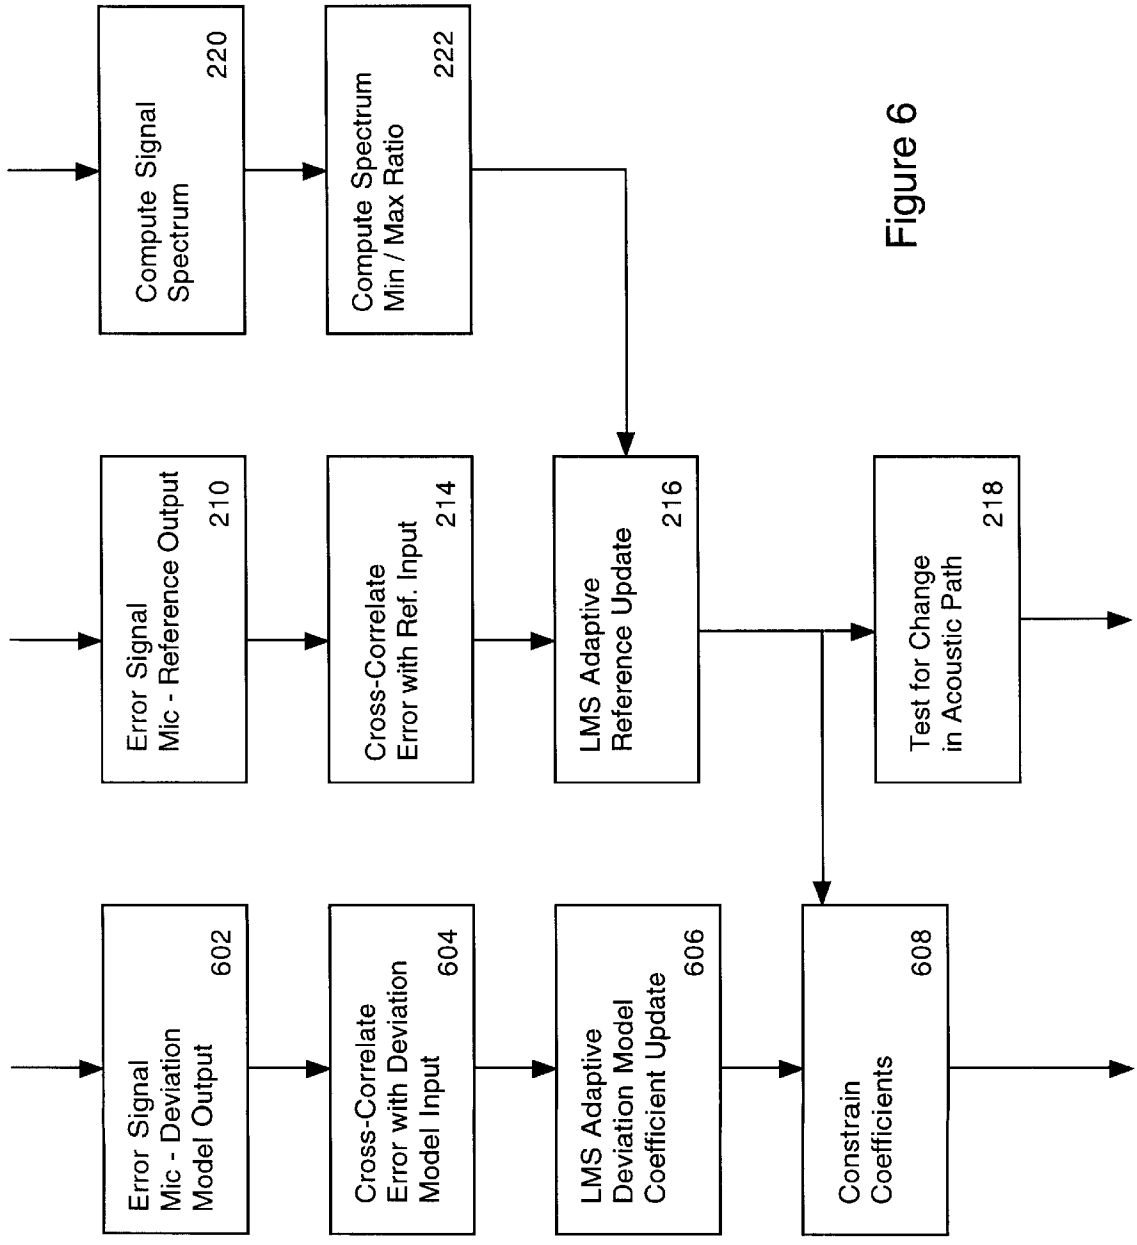 Error Signal
Mic - Deviation
Model Output
602
Cross-Correlate
Error with Deviation
Model Input
604
LMS Adaptive
Deviation Model
Coefficient Update
606
Constrain
Coefficients
608
Error Signal
Mic - Reference Output
210
Cross-Correlate
Error with Ref. Input
214
LMS Adaptive
Reference Update
216
Test for Change
in Acoustic Path
218
Compute Signal
Spectrum
220
Compute Spectrum
Min / Max Ratio
222
Figure 6